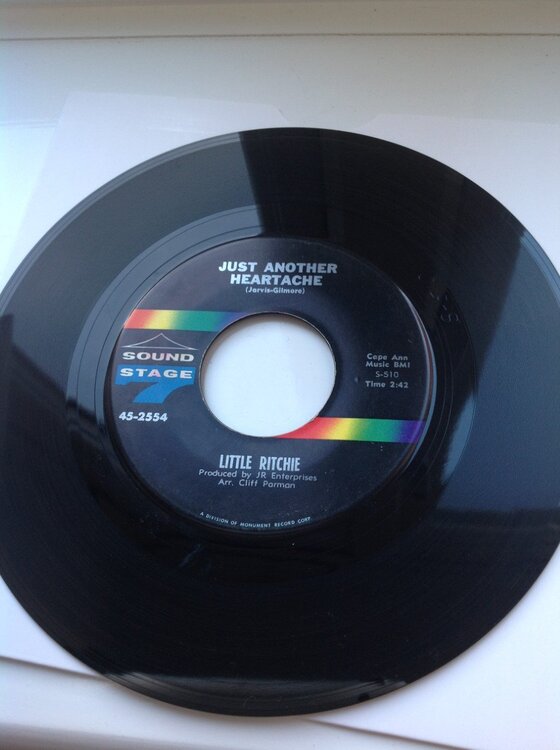 JUST ANOTHER
HEARTACHE
(Jarvis-Gilmore)
SOUND
STAGE
7
45-2554
Cape Ann
Music BMI
S-510
Time 2:42
LITTLE RITCHIE
Produced by JR Enterprises
Arr. Cliff Parman
A DIVISION OF MONUMENT RECORD CORP.